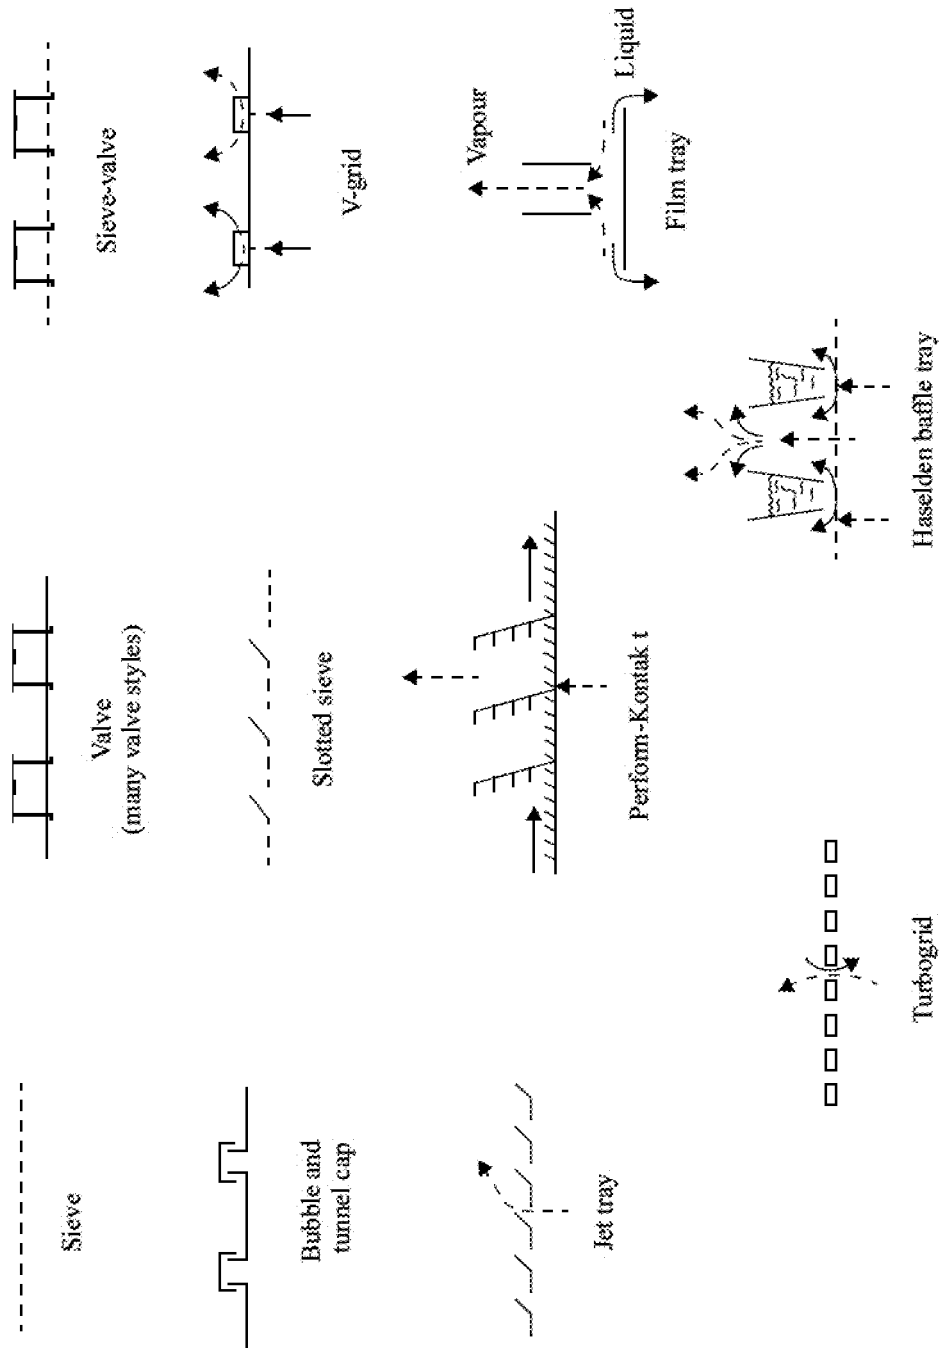 Sieve
Valve
(many valve styles)
Sieve-valve
Bubble and
tunnel cap
Slotted sieve
V-grid
Jet tray
Perform-Kontak t
Vapour
Liquid
Film tray
Turbogrid
Haselden baffle tray